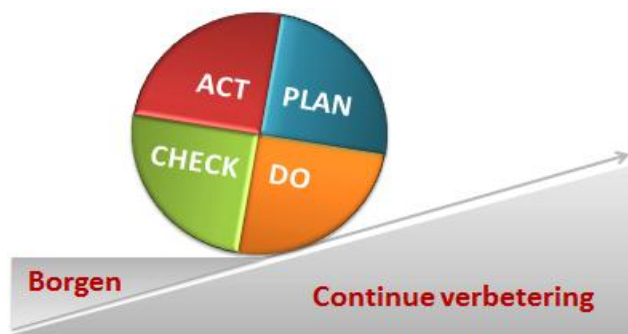 ACT
PLAN
CHECK
DO
Borgen
Continue verbetering